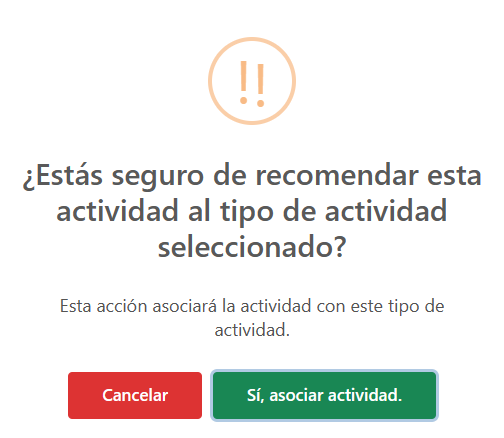 !!
¿Estás seguro de recomendar esta
actividad al tipo de actividad
seleccionado?
Esta acción asociará la actividad con este tipo de
actividad.
Cancelar
Sí, asociar actividad.